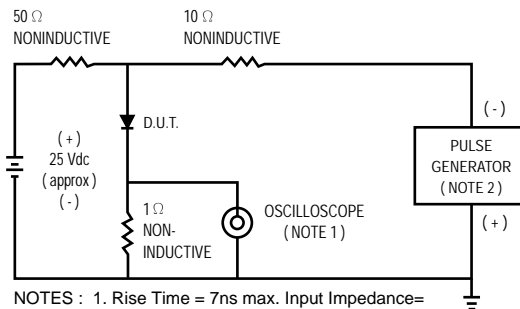 50 Ω
NONINDUCTIVE
10 Ω
NONINDUCTIVE
( + )
25 Vdc
( approx )
( - )
D.U.T.
1 Ω
NON-
INDUCTIVE
OSCILLOSCOPE
( NOTE 1 )
( - )
PULSE
GENERATOR
( NOTE 2 )
( + )
NOTES : 1. Rise Time = 7ns max. Input Impedance=